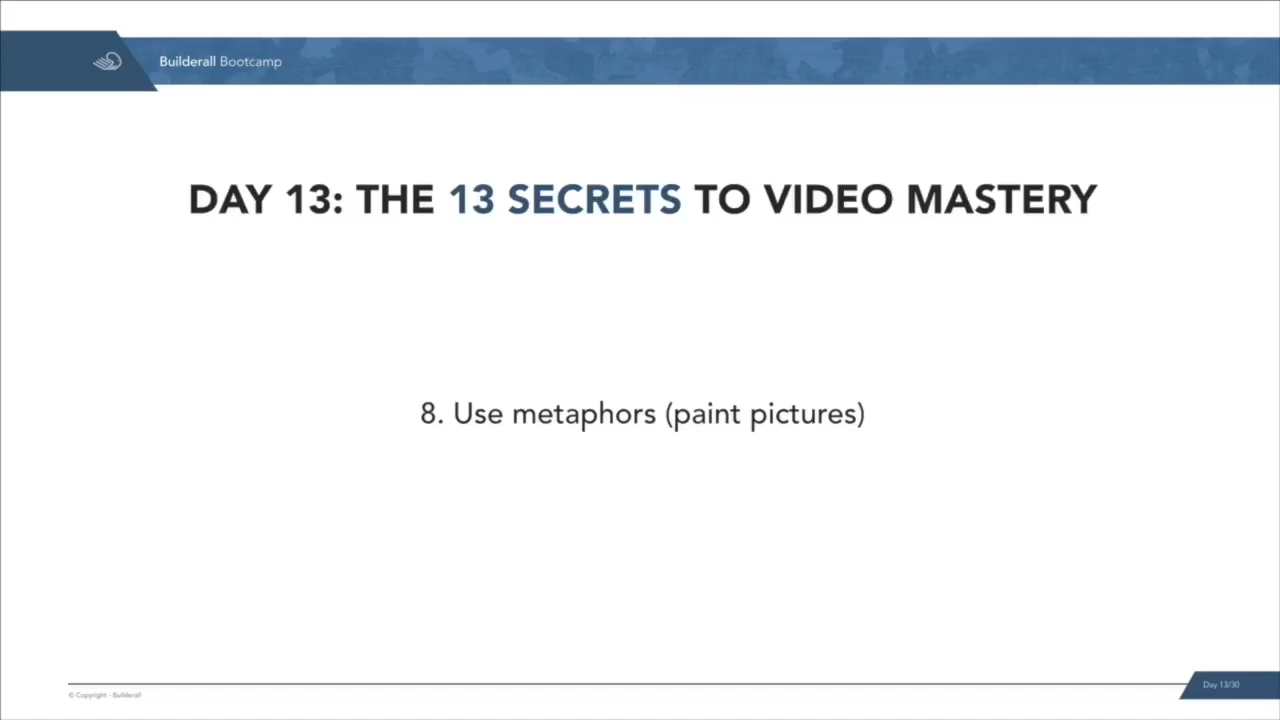 Builderall Bootcamp
DAY 13: THE 13 SECRETS TO VIDEO MASTERY
8. Use metaphors (paint pictures)
© Copyright - Builderall
Day 13/30